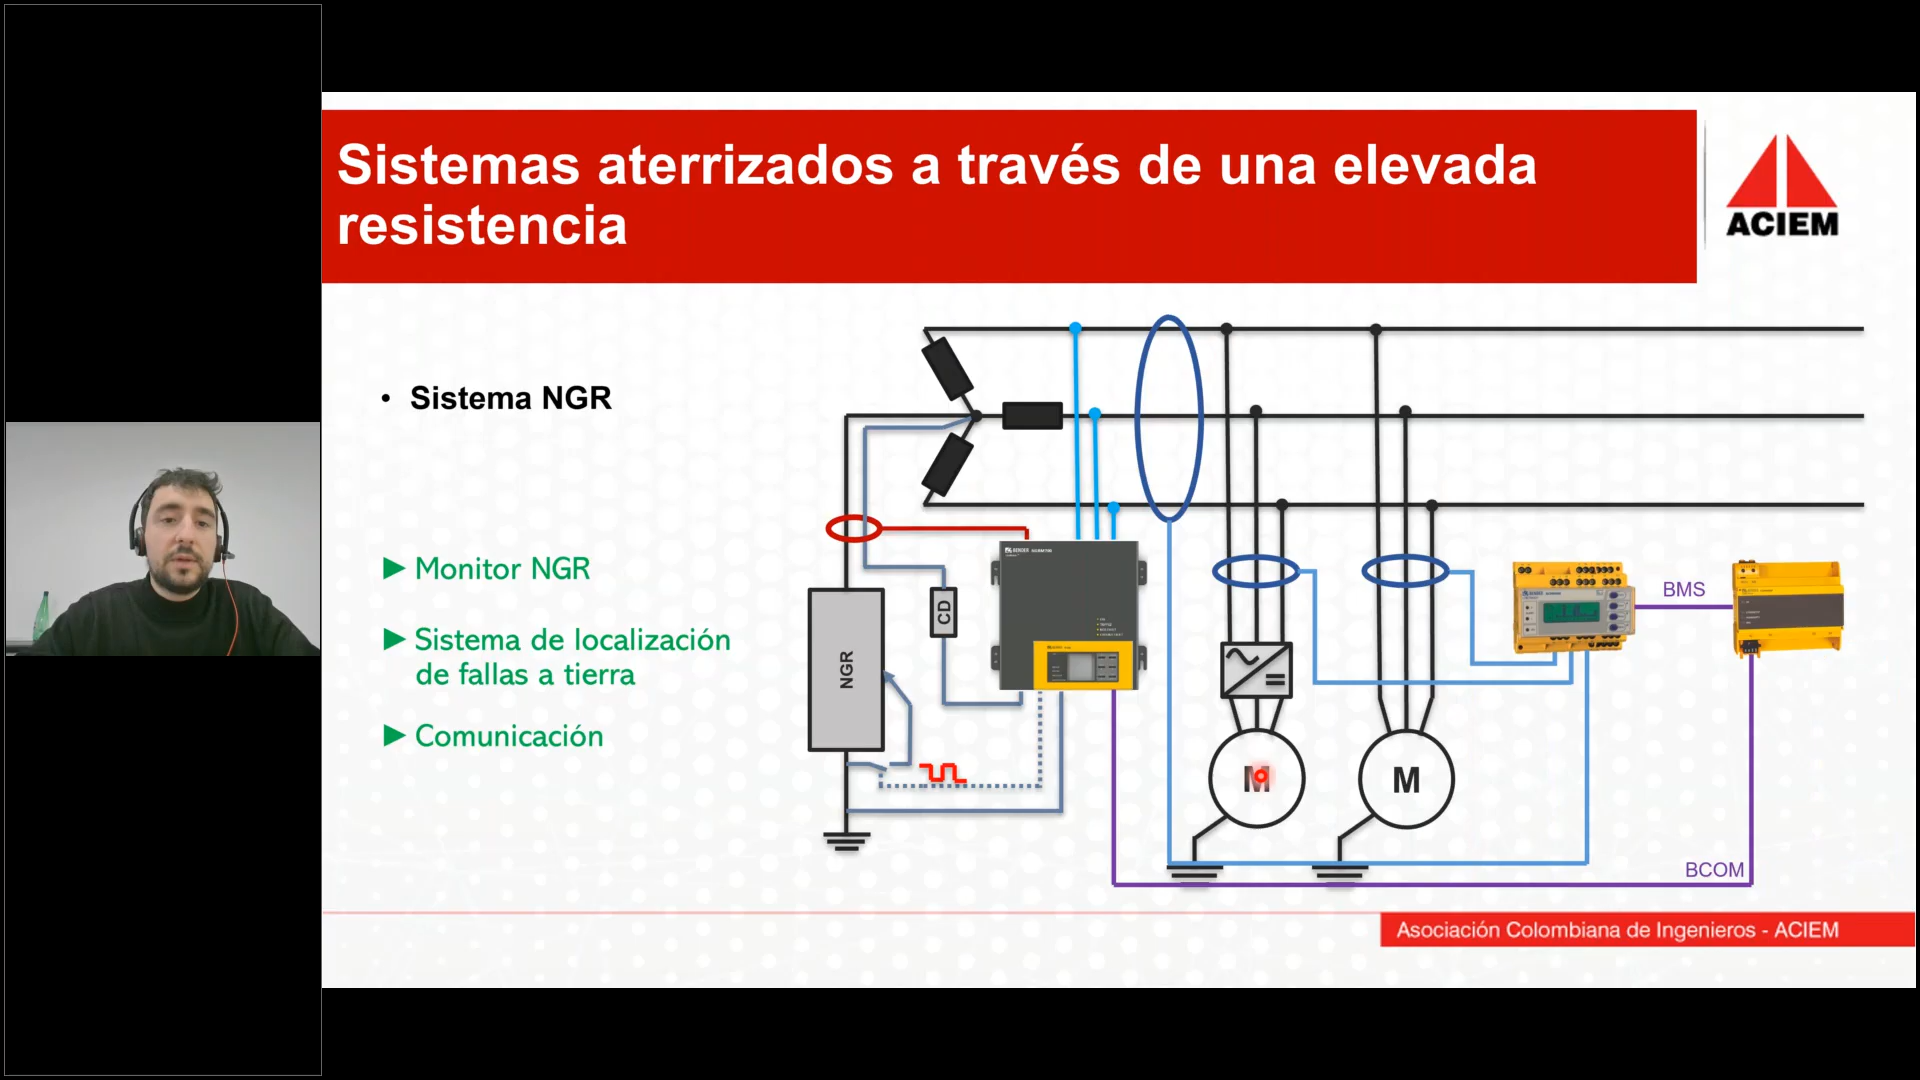 Sistemas aterrizados a través de una elevada
resistencia
ACIEM
• Sistema NGR
► Monitor NGR
► Sistema de localización
de fallas a tierra
► Comunicación
NGR
CD
BENDER
M
M
BMS
BCOM
Asociación Colombiana de Ingenieros - ACIEM